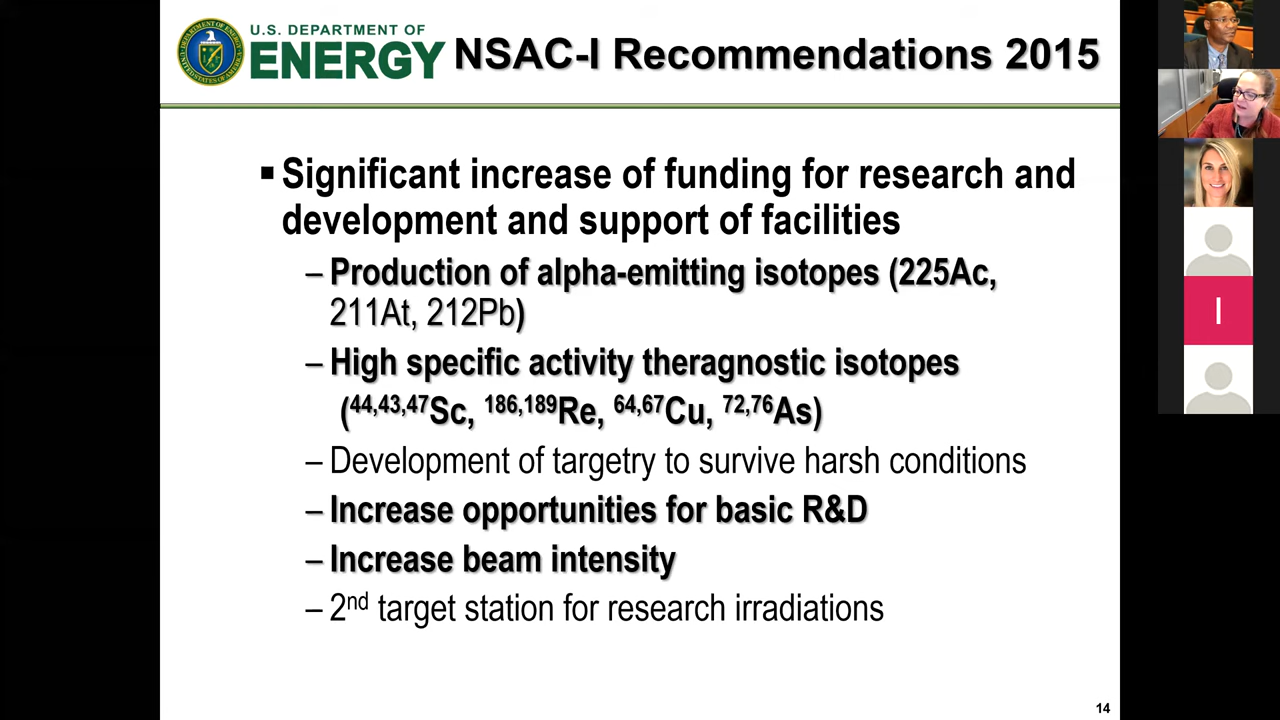 U.S. DEPARTMENT OF
ENERGY
NSAC-I Recommendations 2015
▪ Significant increase of funding for research and
development and support of facilities
– Production of alpha-emitting isotopes (225Ac,
211At, 212Pb)
– High specific activity theragnostic isotopes
(⁴⁴,⁴³,⁴⁷Sc, ¹⁸⁶,¹⁸⁹Re, ⁶⁴,⁶⁷Cu, ⁷²,⁷⁶As)
– Development of targetry to survive harsh conditions
– Increase opportunities for basic R&D
– Increase beam intensity
– 2ⁿᵈ target station for research irradiations
14
I